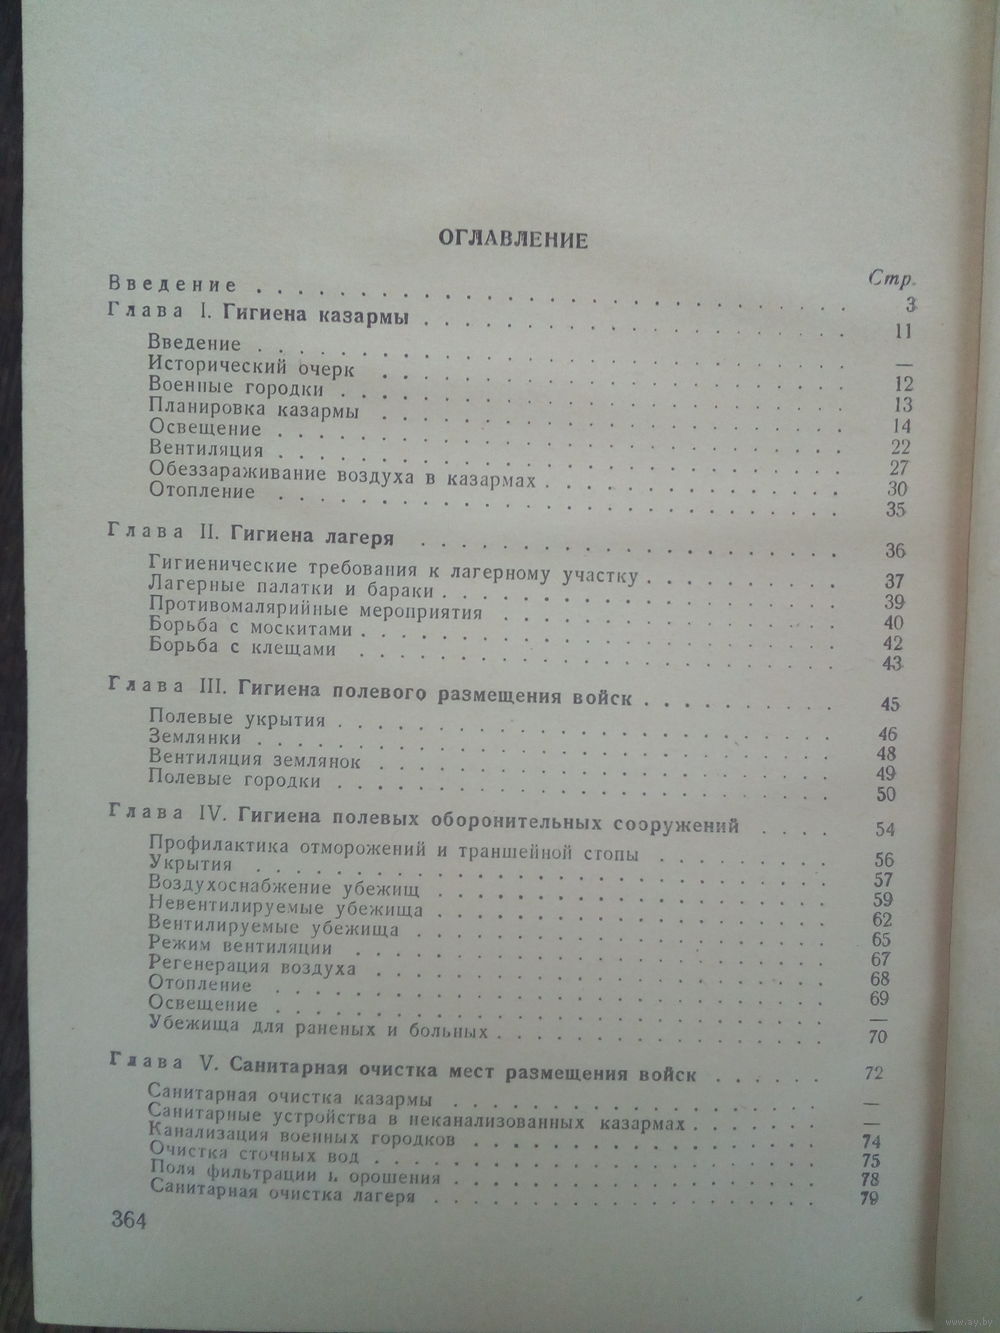 ОГЛАВЛЕНИЕ
Стр.
Введение . . . . . . . . . . . . . . . . . . . . . . . . . . . . 3
Глава I. Гигиена казармы . . . . . . . . . . . . . . . . . . . . 11
Введение . . . . . . . . . . . . . . . . . . . . . . . . . . . . —
Исторический очерк . . . . . . . . . . . . . . . . . . . . . . . 12
Военные городки . . . . . . . . . . . . . . . . . . . . . . . . 13
Планировка казармы . . . . . . . . . . . . . . . . . . . . . . . 14
Освещение . . . . . . . . . . . . . . . . . . . . . . . . . . . 22
Вентиляция . . . . . . . . . . . . . . . . . . . . . . . . . . . 27
Обеззараживание воздуха в казармах . . . . . . . . . . . . . . . 30
Отопление . . . . . . . . . . . . . . . . . . . . . . . . . . . 35
Глава II. Гигиена лагеря . . . . . . . . . . . . . . . . . . . . 36
Гигиенические требования к лагерному участку . . . . . . . . . . 37
Лагерные палатки и бараки . . . . . . . . . . . . . . . . . . . 39
Противомалярийные мероприятия . . . . . . . . . . . . . . . . . 40
Борьба с москитами . . . . . . . . . . . . . . . . . . . . . . . 42
Борьба с клещами . . . . . . . . . . . . . . . . . . . . . . . . 43
Глава III. Гигиена полевого размещения войск . . . . . . . . . . 45
Полевые укрытия . . . . . . . . . . . . . . . . . . . . . . . . 46
Землянки . . . . . . . . . . . . . . . . . . . . . . . . . . . . 48
Вентиляция землянок . . . . . . . . . . . . . . . . . . . . . . 49
Полевые городки . . . . . . . . . . . . . . . . . . . . . . . . 50
Глава IV. Гигиена полевых оборонительных сооружений . . . . 54
Профилактика отморожений и траншейной стопы . . . . . . . . . 56
Укрытия . . . . . . . . . . . . . . . . . . . . . . . . . . . . 57
Воздухоснабжение убежищ . . . . . . . . . . . . . . . . . . . . 59
Невентилируемые убежища . . . . . . . . . . . . . . . . . . . . 62
Вентилируемые убежища . . . . . . . . . . . . . . . . . . . . . 65
Режим вентиляции . . . . . . . . . . . . . . . . . . . . . . . . 67
Регенерация воздуха . . . . . . . . . . . . . . . . . . . . . . 68
Отопление . . . . . . . . . . . . . . . . . . . . . . . . . . . 69
Освещение . . . . . . . . . . . . . . . . . . . . . . . . . . . —
Убежища для раненых и больных . . . . . . . . . . . . . . . . . 70
Глава V. Санитарная очистка мест размещения войск . . . . . . 72
Санитарная очистка казармы . . . . . . . . . . . . . . . . . . . —
Санитарные устройства в неканализованных казармах . . . . . . . —
Канализация военных городков . . . . . . . . . . . . . . . . . . 74
Очистка сточных вод . . . . . . . . . . . . . . . . . . . . . . 75
Поля фильтрации и орошения . . . . . . . . . . . . . . . . . . . 78
Санитарная очистка лагеря . . . . . . . . . . . . . . . . . . . 79
364
www.ay.by